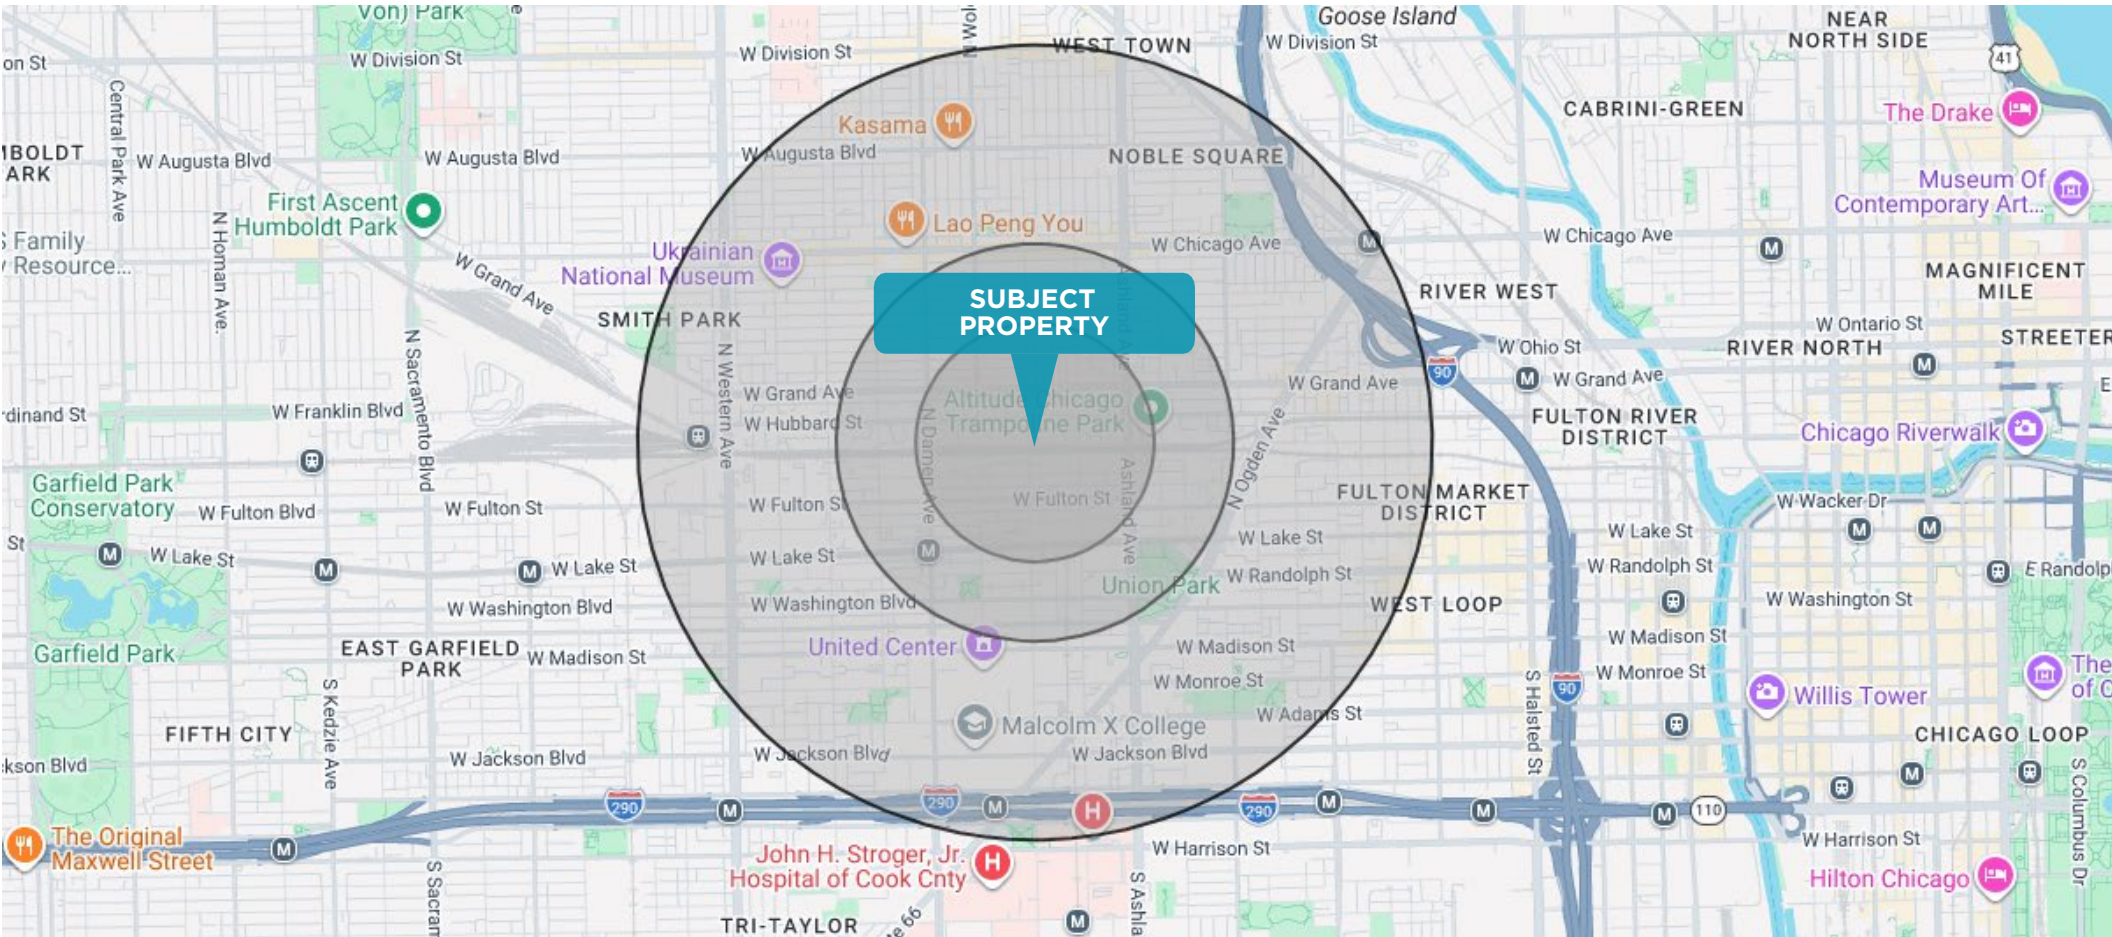 Von) Park
Goose Island
NEAR
NORTH SIDE
W Division St
W Division St
WEST TOWN
W Division St
on St
41
Central Park Ave
CABRINI-GREEN
The Drake
Kasama
W Augusta Blvd
W Augusta Blvd
W Augusta Blvd
NOBLE SQUARE
ARK
First Ascent
Humboldt Park
Museum Of
Contemporary Art...
N Homan Ave.
Lao Peng You
W Chicago Ave
W Chicago Ave
M
M
Family
Resource...
Ukrainian
National Museum
W Grand Ave
MAGNIFICENT
MILE
SUBJECT
PROPERTY
RIVER WEST
SMITH PARK
W Ontario St
STREETER
RIVER NORTH
W Ohio St
N Sacramento Blvd
N Western Ave
Ashland Ave
90
M
W Grand Ave
M
W Grand Ave
W Grand Ave
Altitude Chicago
Trampoline Park
W Franklin Blvd
W Hubbard St
N Damen Ave
N Ogden Ave
FULTON RIVER
DISTRICT
Chicago Riverwalk
dinand St
Garfield Park
Conservatory
W Fulton Blvd
W Fulton St
W Fulton St
W Fulton St
Ashland Ave
FULTON MARKET
DISTRICT
W Wacker Dr
St
M
W Lake St
M
M
W Lake St
W Lake St
M
W Lake St
W Lake St
M
M
W Randolph St
W Randolph St
E Randolp
Union Park
W Washington Blvd
W Washington Blvd
WEST LOOP
W Washington St
Garfield Park
EAST GARFIELD
PARK
W Madison St
United Center
W Madison St
W Madison St
W Monroe St
W Monroe St
The
of C
90
Willis Tower
S Kedzie Ave
S Halsted St
FIFTH CITY
Malcolm X College
W Adams St
CHICAGO LOOP
kson Blvd
W Jackson Blvd
W Jackson Blvd
W Jackson Blvd
M
S Columbus Dr
290
M
290
M
H
290
M
M
M
110
The Original
Maxwell Street
M
W Harrison St
W Harrison St
John H. Stroger, Jr.
Hospital of Cook Cnty
H
S Sacram
S Ashla
Hilton Chicago
TRI-TAYLOR
M